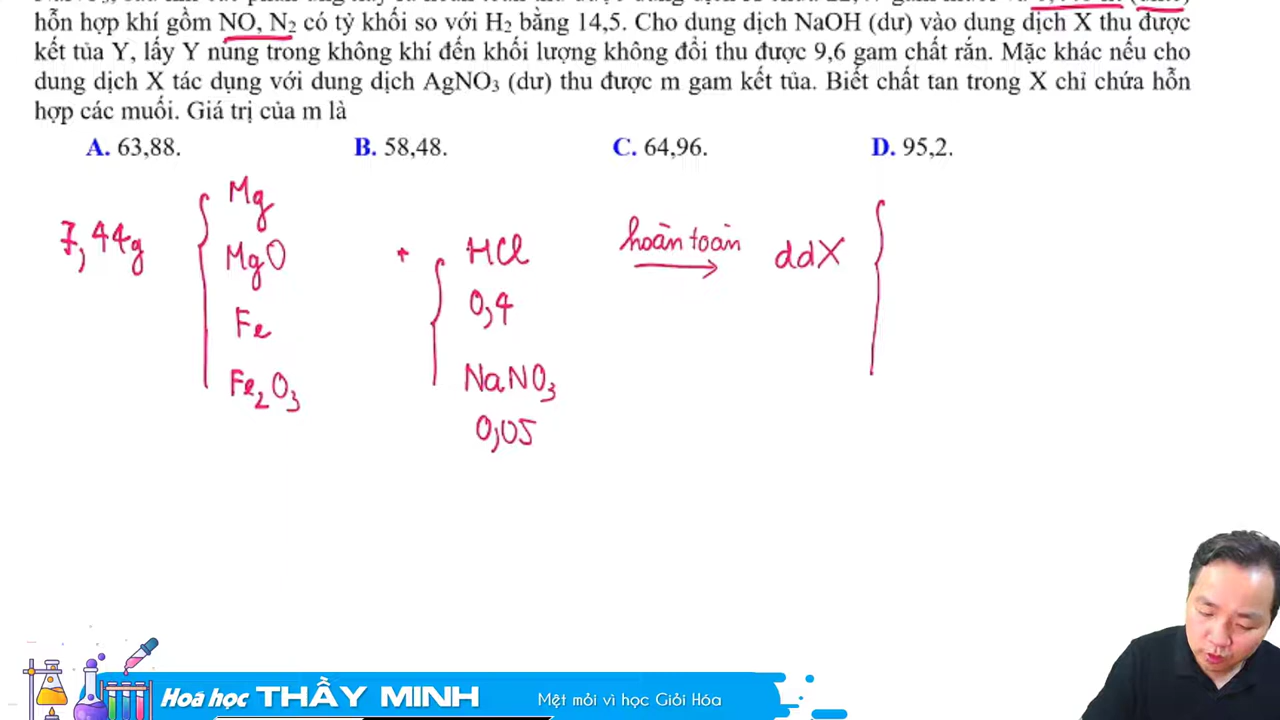 hỗn hợp khí gồm NO, N₂ có tỷ khối so với H₂ bằng 14,5. Cho dung dịch NaOH (dư) vào dung dịch X thu được
kết tủa Y, lấy Y nung trong không khí đến khối lượng không đổi thu được 9,6 gam chất rắn. Mặc khác nếu cho
dung dịch X tác dụng với dung dịch AgNO₃ (dư) thu được m gam kết tủa. Biết chất tan trong X chỉ chứa hỗn
hợp các muối. Giá trị của m là
A. 63,88. B. 58,48. C. 64,96. D. 95,2.
7,44g
Mg
MgO
Fe
Fe₂O₃
+
HCl
0,4
NaNO₃
0,05
hoàn toàn
ddX
Hoá học THẦY MINH
Mệt mỏi vì học Giỏi Hóa